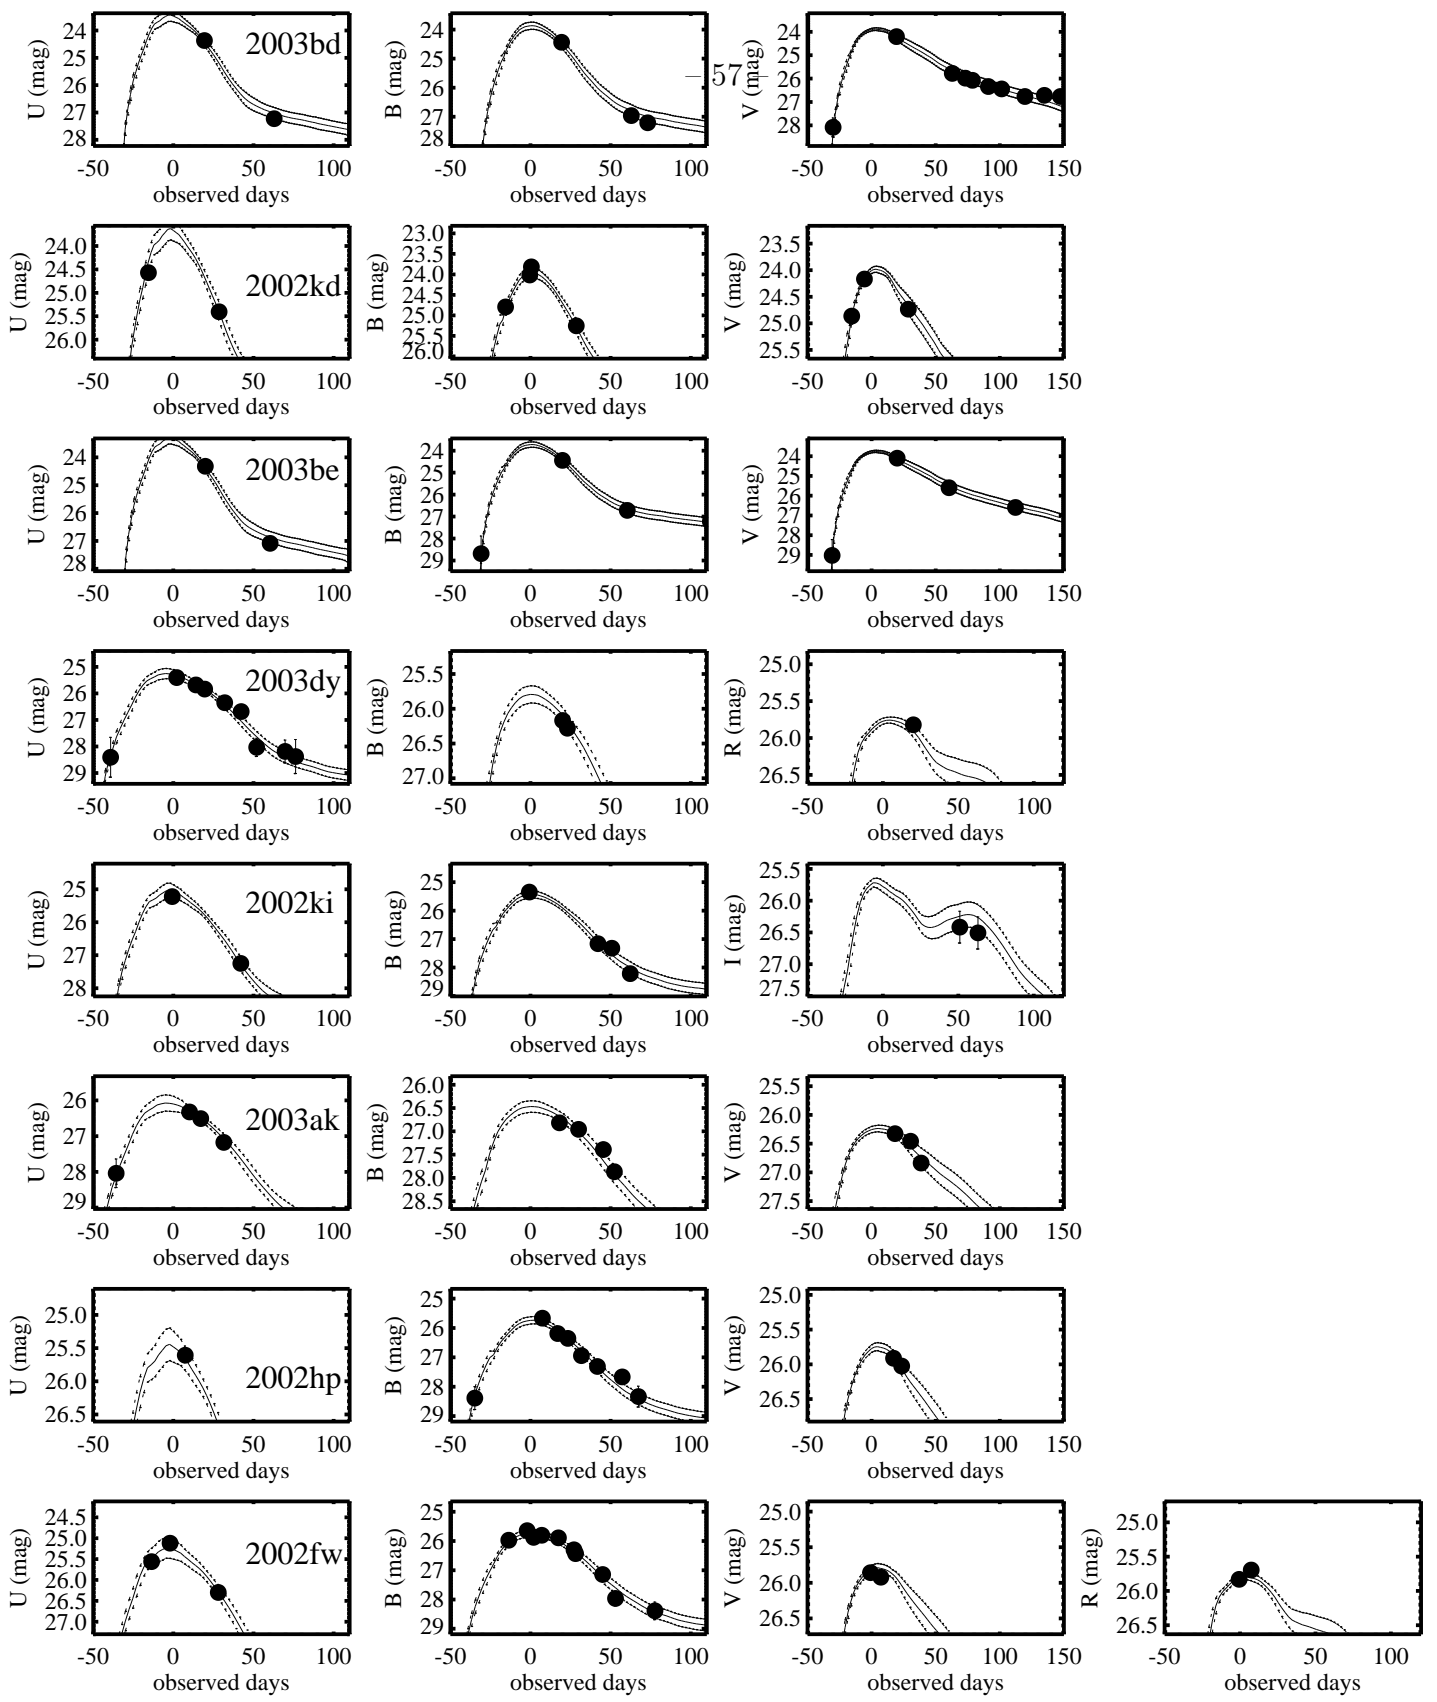 U (mag) 24 25 26 27 28 2003bd
B (mag) 24 25 26 27 28
– 57 –
V (mag) 24 25 26 27 28
-50 0 50 100 -50 0 50 100 -50 0 50 100 150
observed days observed days observed days
U (mag) 24.0 24.5 25.0 25.5 26.0 2002kd
B (mag) 23.0 23.5 24.0 24.5 25.0 25.5 26.0
V (mag) 23.5 24.0 24.5 25.0 25.5
-50 0 50 100 -50 0 50 100 -50 0 50 100 150
observed days observed days observed days
U (mag) 24 25 26 27 28 2003be
B (mag) 24 25 26 27 28 29
V (mag) 24 25 26 27 28 29
-50 0 50 100 -50 0 50 100 -50 0 50 100 150
observed days observed days observed days
U (mag) 25 26 27 28 29 2003dy
B (mag) 25.5 26.0 26.5 27.0
R (mag) 25.0 25.5 26.0 26.5
-50 0 50 100 -50 0 50 100 -50 0 50 100
observed days observed days observed days
U (mag) 25 26 27 28 2002ki
B (mag) 25 26 27 28 29
I (mag) 25.5 26.0 26.5 27.0 27.5
-50 0 50 100 -50 0 50 100 -50 0 50 100
observed days observed days observed days
U (mag) 26 27 28 29 2003ak
B (mag) 26.0 26.5 27.0 27.5 28.0 28.5
V (mag) 25.5 26.0 26.5 27.0 27.5
-50 0 50 100 -50 0 50 100 -50 0 50 100 150
observed days observed days observed days
U (mag) 25.0 25.5 26.0 26.5 2002hp
B (mag) 25 26 27 28 29
V (mag) 25.0 25.5 26.0 26.5
-50 0 50 100 -50 0 50 100 -50 0 50 100 150
observed days observed days observed days
U (mag) 24.5 25.0 25.5 26.0 26.5 27.0 2002fw
B (mag) 25 26 27 28 29
V (mag) 25.0 25.5 26.0 26.5
R (mag) 25.0 25.5 26.0 26.5
-50 0 50 100 -50 0 50 100 -50 0 50 100 150 -50 0 50 100
observed days observed days observed days observed days